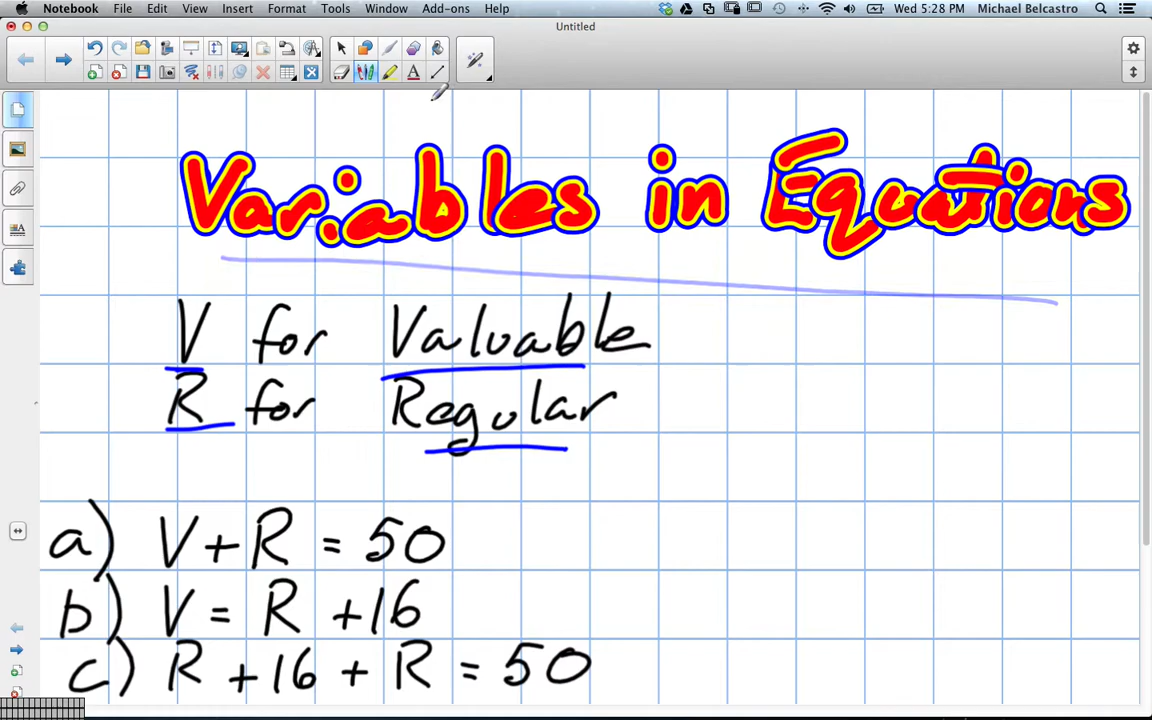 Notebook File Edit View Insert Format Tools Window Add-ons Help Wed 5:28 PM Michael Belcastro
Untitled
Variables in Equations
V for Valuable
R for Regular
a) V + R = 50
b) V = R + 16
c) R + 16 + R = 50